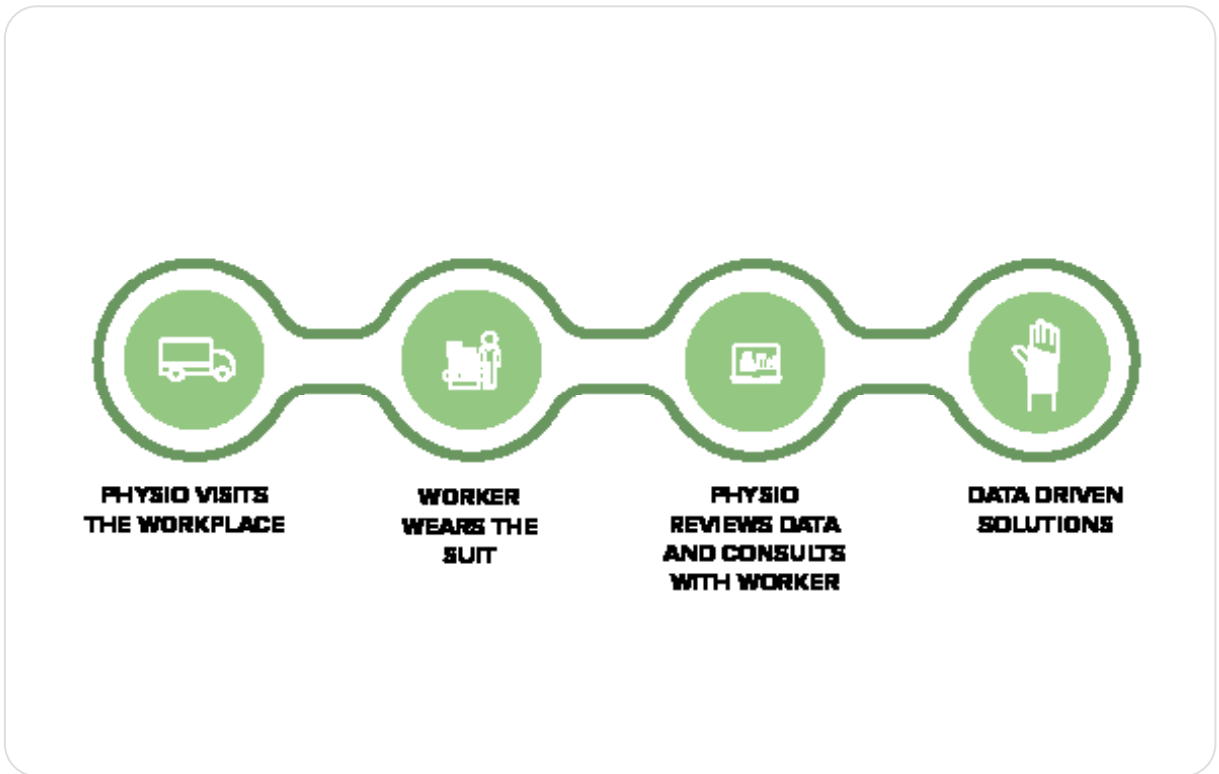 PHYSIO VISITS
THE WORKPLACE
WORKER
WEARS THE
SUIT
PHYSIO
REVIEWS DATA
AND CONSULTS
WITH WORKER
DATA DRIVEN
SOLUTIONS